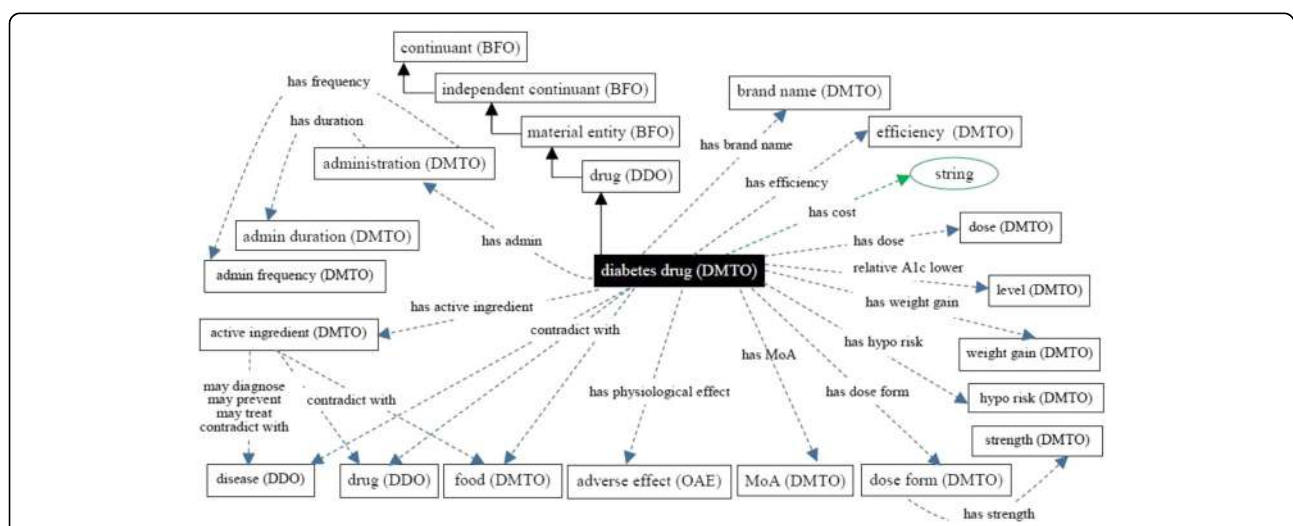 continuant (BFO)
has frequency
independent continuant (BFO)
brand name (DMTO)
has duration
material entity (BFO)
efficiency (DMTO)
has brand name
administration (DMTO)
drug (DDO)
has efficiency
string
has cost
admin duration (DMTO)
has admin
has dose
dose (DMTO)
admin frequency (DMTO)
diabetes drug (DMTO)
relative A1c lower
level (DMTO)
has active ingredient
has weight gain
active ingredient (DMTO)
contradict with
has MoA
has hypo risk
weight gain (DMTO)
may diagnose
may prevent
may treat
contradict with
contradict with
has physiological effect
has dose form
hypo risk (DMTO)
strength (DMTO)
disease (DDO)
drug (DDO)
food (DMTO)
adverse effect (OAE)
MoA (DMTO)
dose form (DMTO)
has strength